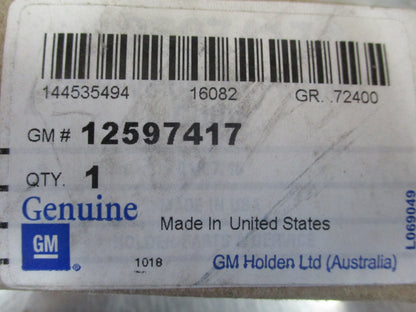 144535494 16082 GR. .72400
GM # 12597417
QTY. 1
Genuine
GM ®
Made In United States
1018 GM Holden Ltd (Australia)
L069049